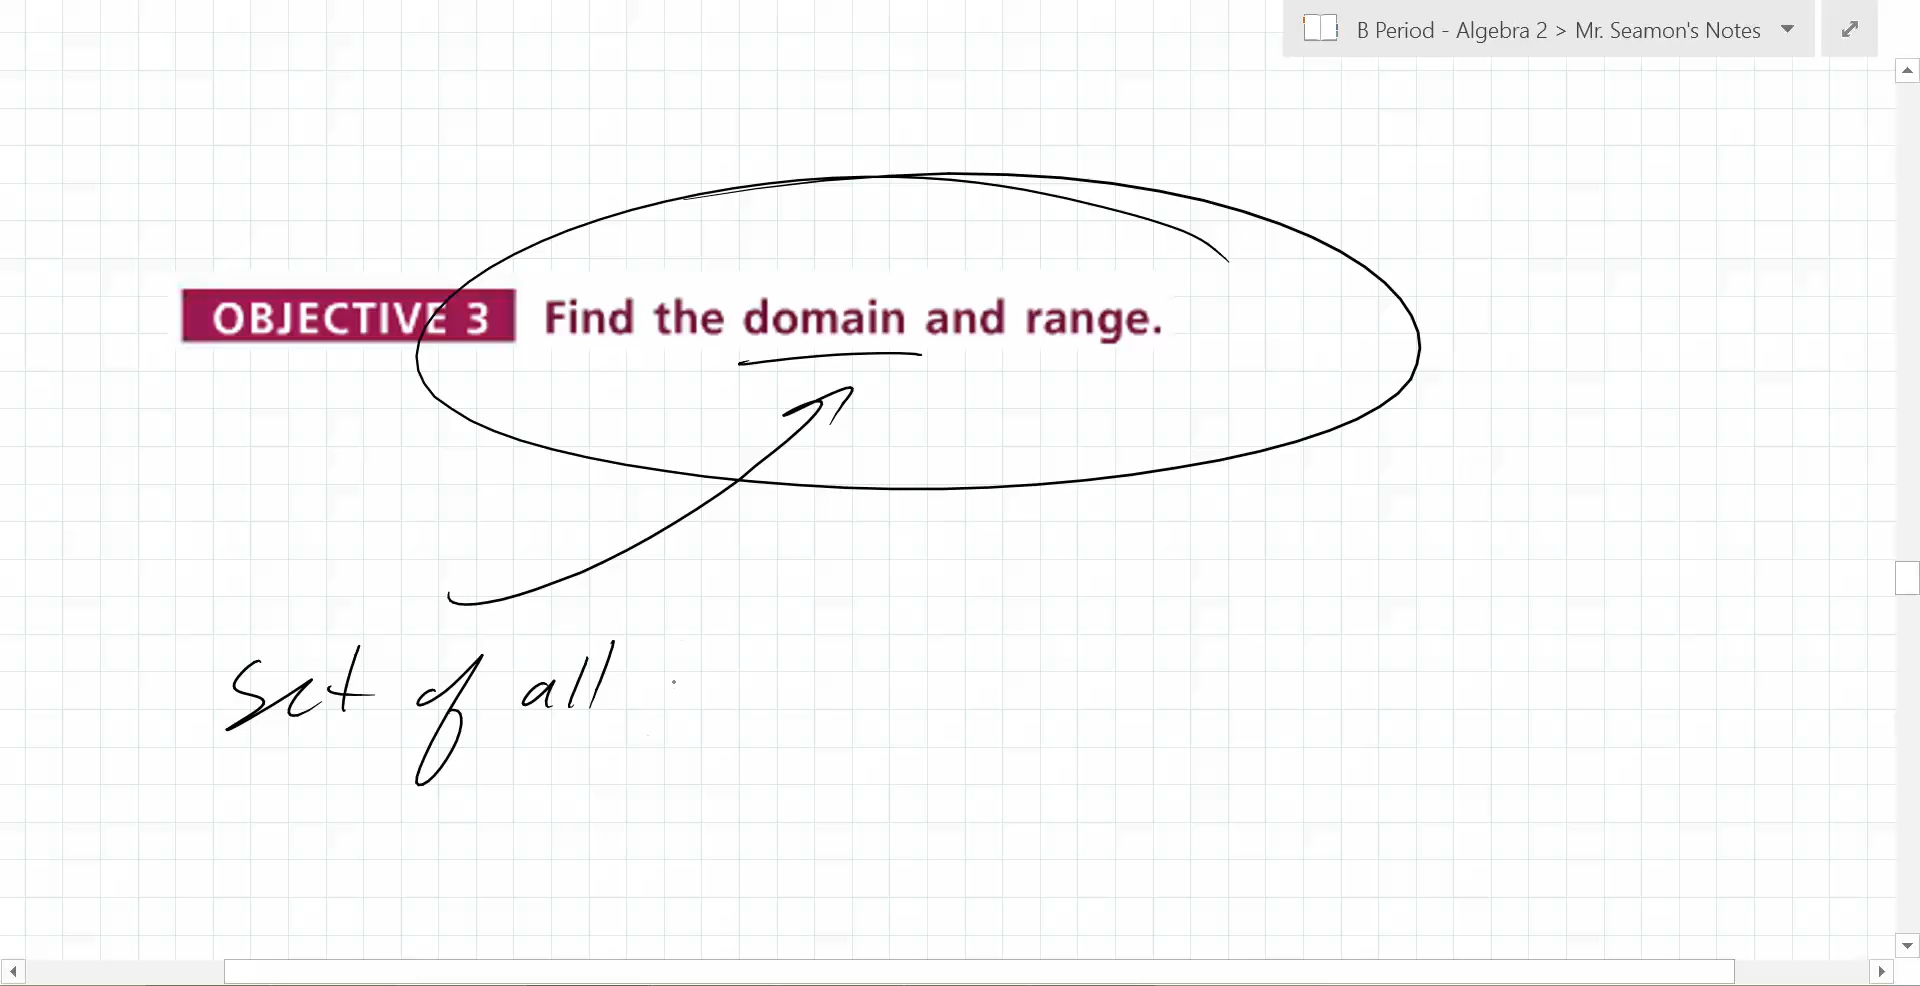 B Period - Algebra 2 > Mr. Seamon's Notes
OBJECTIVE 3 Find the domain and range.
set of all